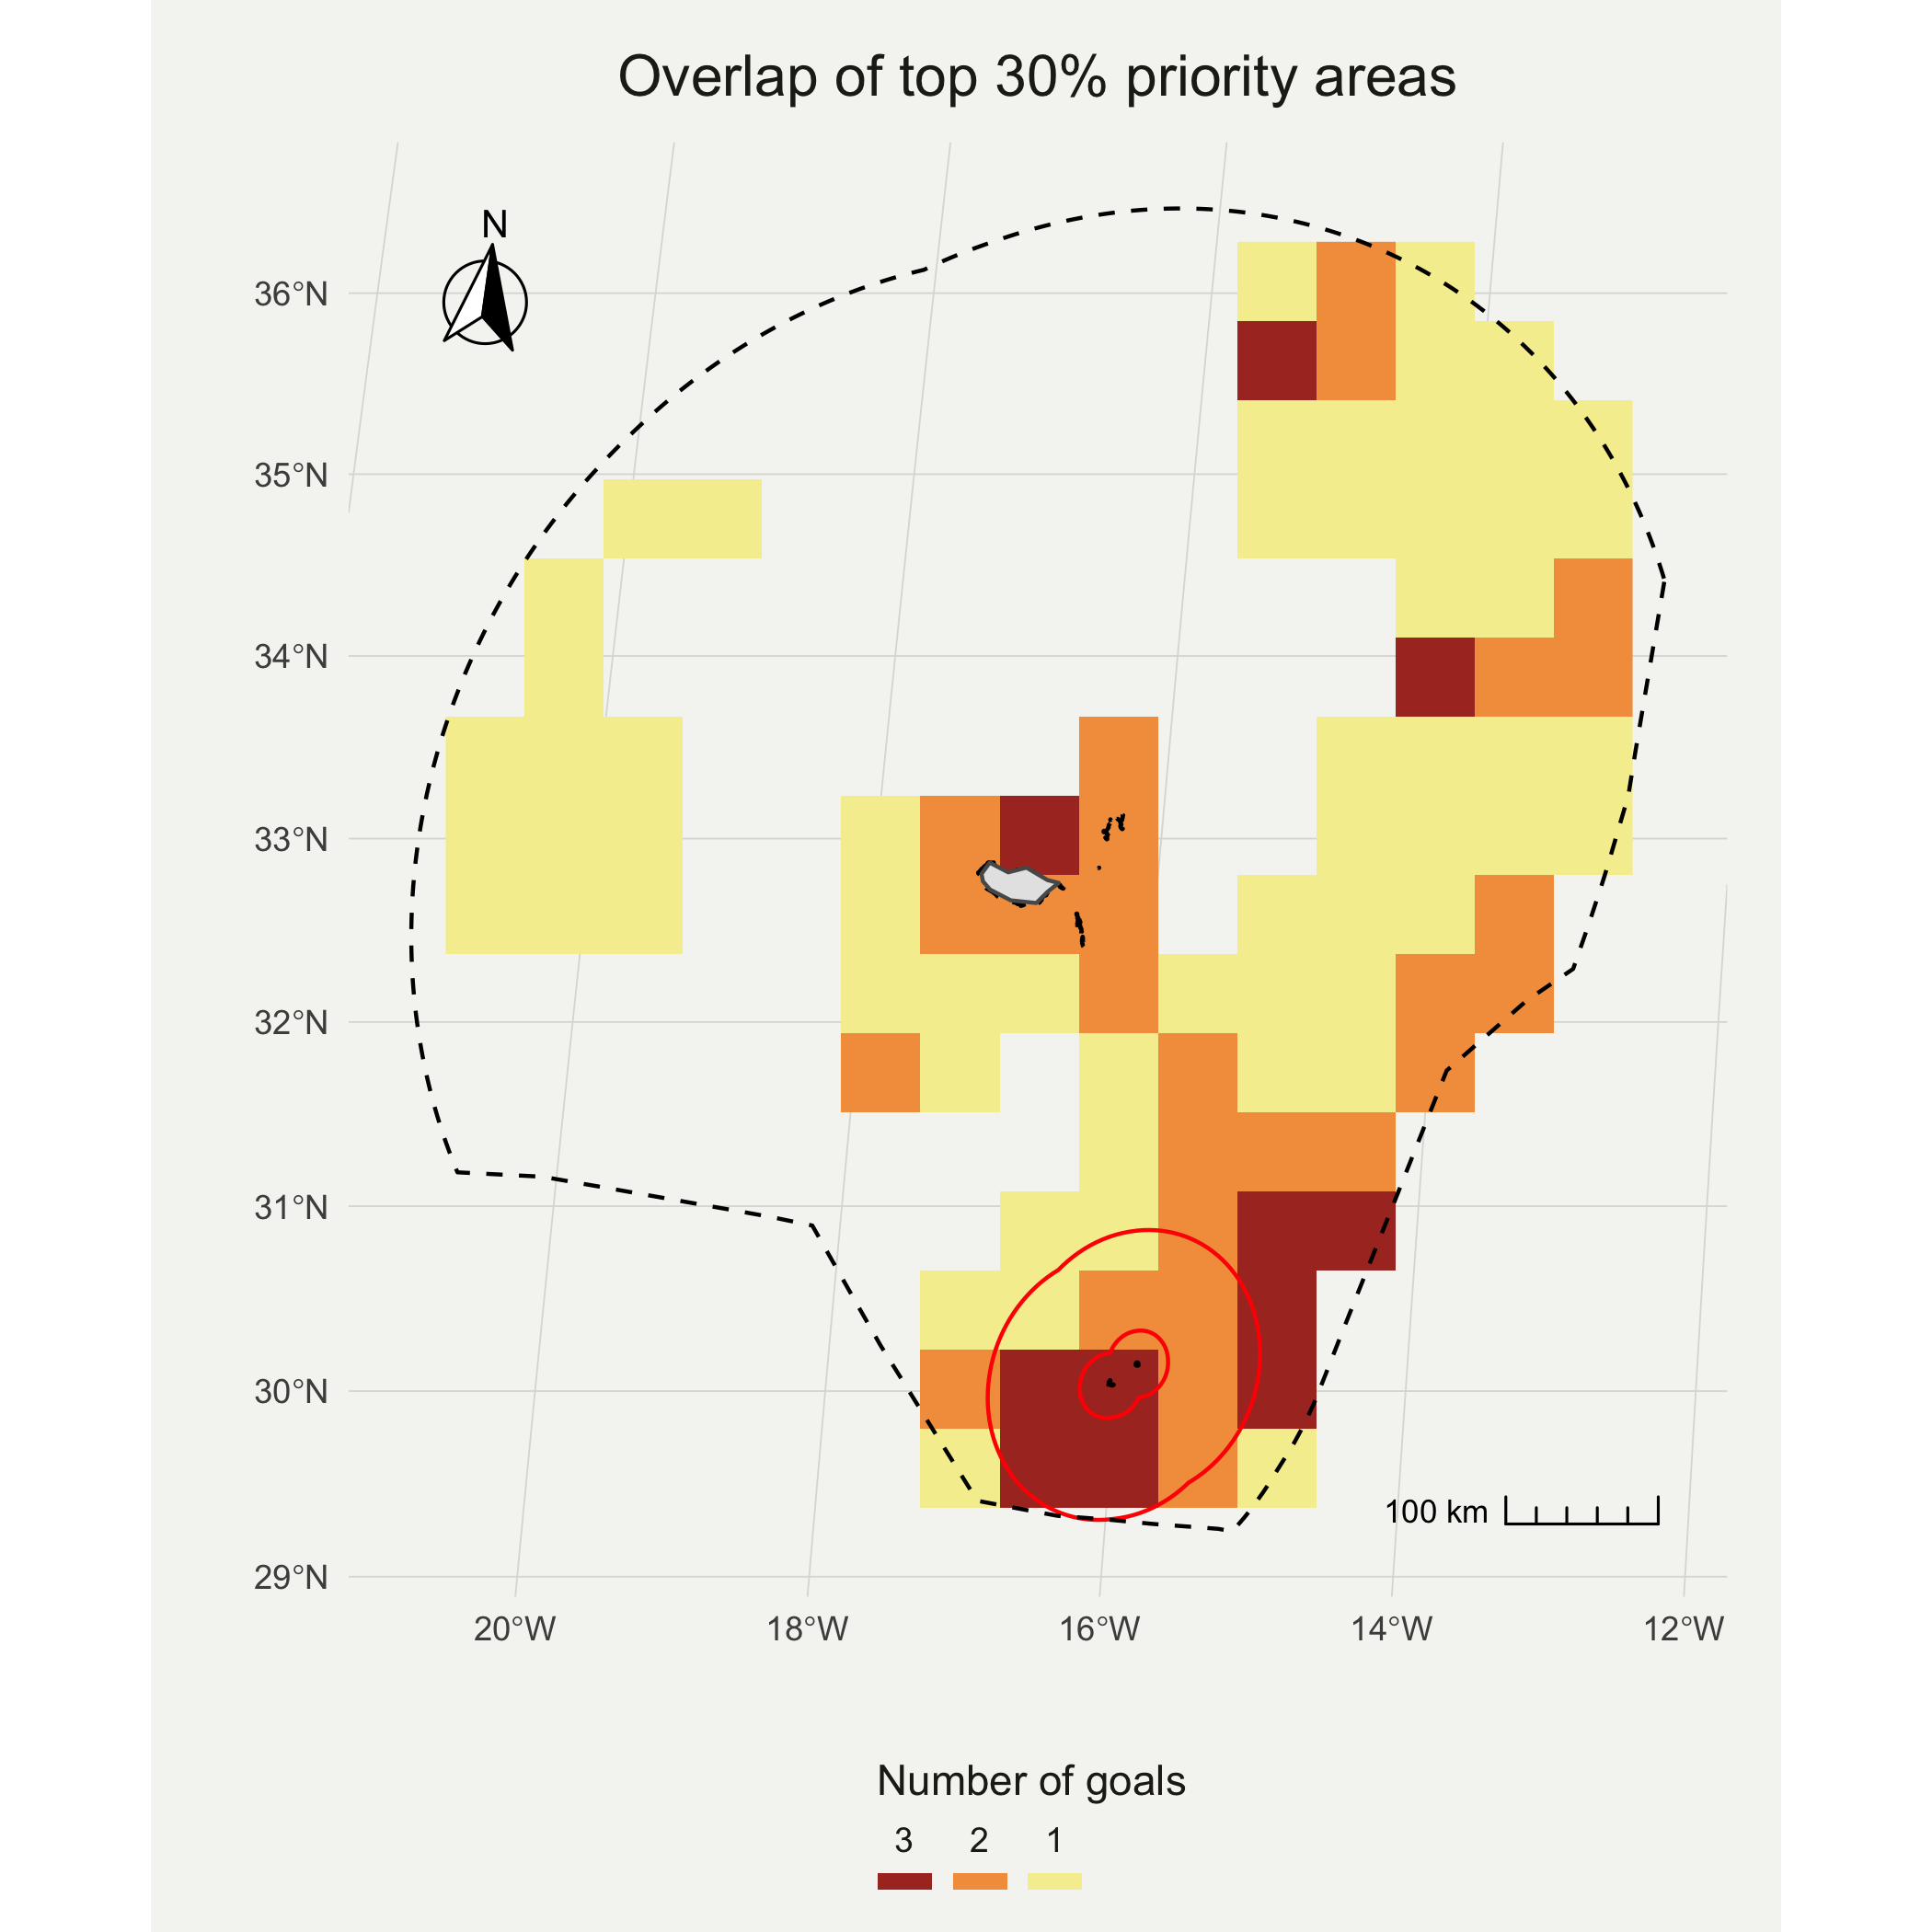 Overlap of top 30% priority areas
N
36°N
35°N
34°N
33°N
32°N
31°N
30°N
29°N
100 km
20°W 18°W 16°W 14°W 12°W
Number of goals
3 2 1